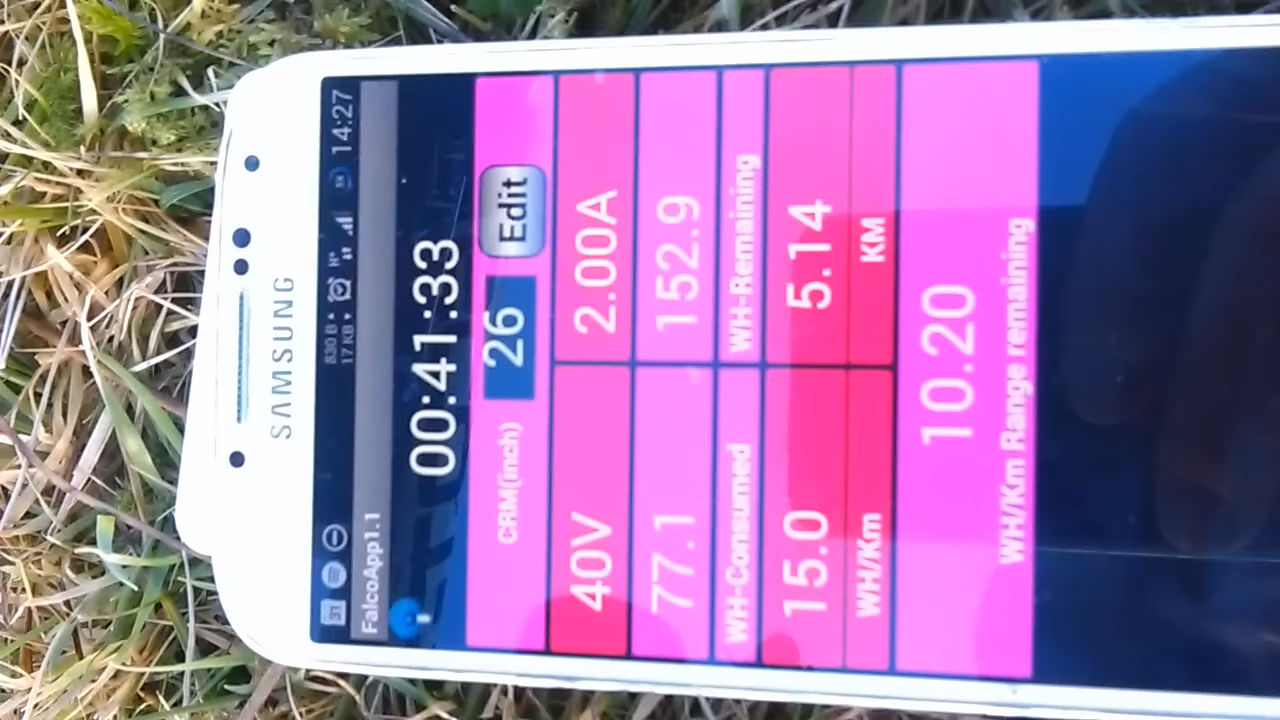 SAMSUNG
31 830 B H+ 14:27
17 KB
FalcoApp1.1
00:41:33
CRM(inch) 26 Edit
40V 2.00A
77.1 152.9
WH-Consumed WH-Remaining
15.0 5.14
WH/Km KM
10.20
WH/Km Range remaining